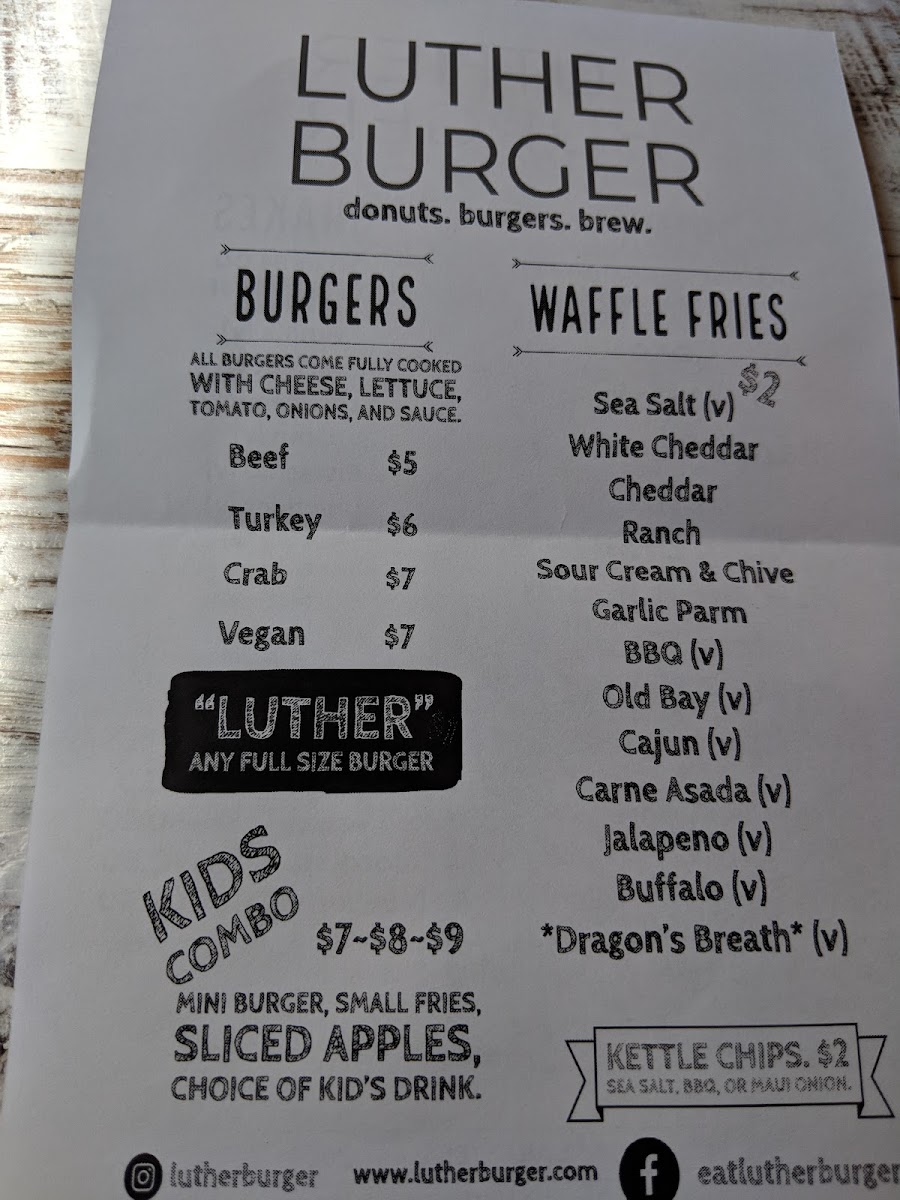 LUTHER
BURGER
donuts. burgers. brew.
BURGERS
ALL BURGERS COME FULLY COOKED
WITH CHEESE, LETTUCE,
TOMATO, ONIONS, AND SAUCE.
Beef $5
Turkey $6
Crab $7
Vegan $7
"LUTHER"
ANY FULL SIZE BURGER
KIDS
COMBO
$7~$8~$9
MINI BURGER, SMALL FRIES,
SLICED APPLES,
CHOICE OF KID'S DRINK.
WAFFLE FRIES
$2
Sea Salt (v)
White Cheddar
Cheddar
Ranch
Sour Cream & Chive
Garlic Parm
BBQ (v)
Old Bay (v)
Cajun (v)
Carne Asada (v)
Jalapeno (v)
Buffalo (v)
*Dragon's Breath* (v)
KETTLE CHIPS. $2
SEA SALT, BBQ, OR MAUI ONION.
lutherburger www.lutherburger.com eatlutherburger